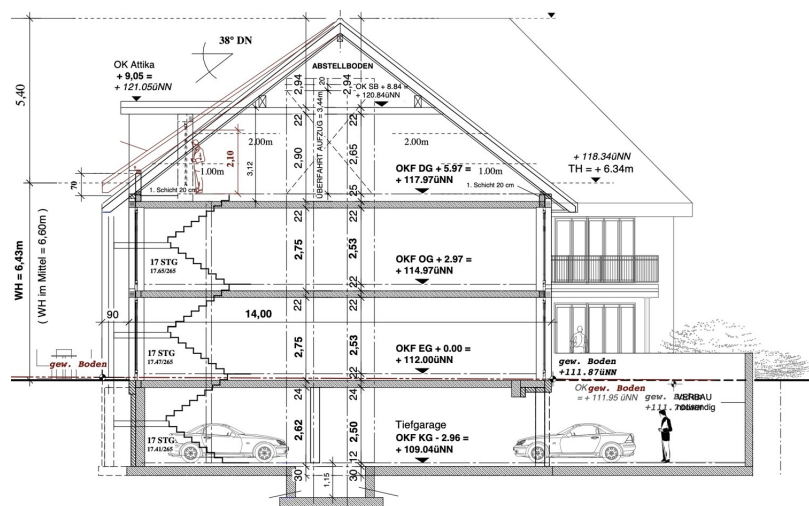 38° DN
OK Attika
+ 9,05 =
+ 121.05üNN
5,40
ABSTELLBODEN
2,94
20
2,94
OK SB + 8.84 =
+ 120.84üNN
22
22
2.00m
2.00m
2,10
3,12
2,90
ÜBERFAHRT AUFZUG = 3,44m
2,65
1.00m
1.00m
+ 118.34üNN
TH = + 6.34m
OKF DG + 5.97 =
+ 117.97üNN
70
1. Schicht 20 cm
25
1. Schicht 20 cm
22
22
WH = 6,43m
( WH im Mittel = 6,60m)
2,75
2,53
OKF OG + 2.97 =
+ 114.97üNN
17 STG
17.65/265
22
22
22
90
14,00
2,75
2,53
OKF EG + 0.00 =
+ 112.00üNN
17 STG
17.47/265
22
gew. Boden
gew. Boden
+111.87üNN
OK gew. Boden
= + 111.95 üNN
VERBAU
notwendig
24
24
2,62
2,50
Tiefgarage
OKF KG - 2.96 =
+ 109.04üNN
17 STG
17.41/265
12
30
1,15
30